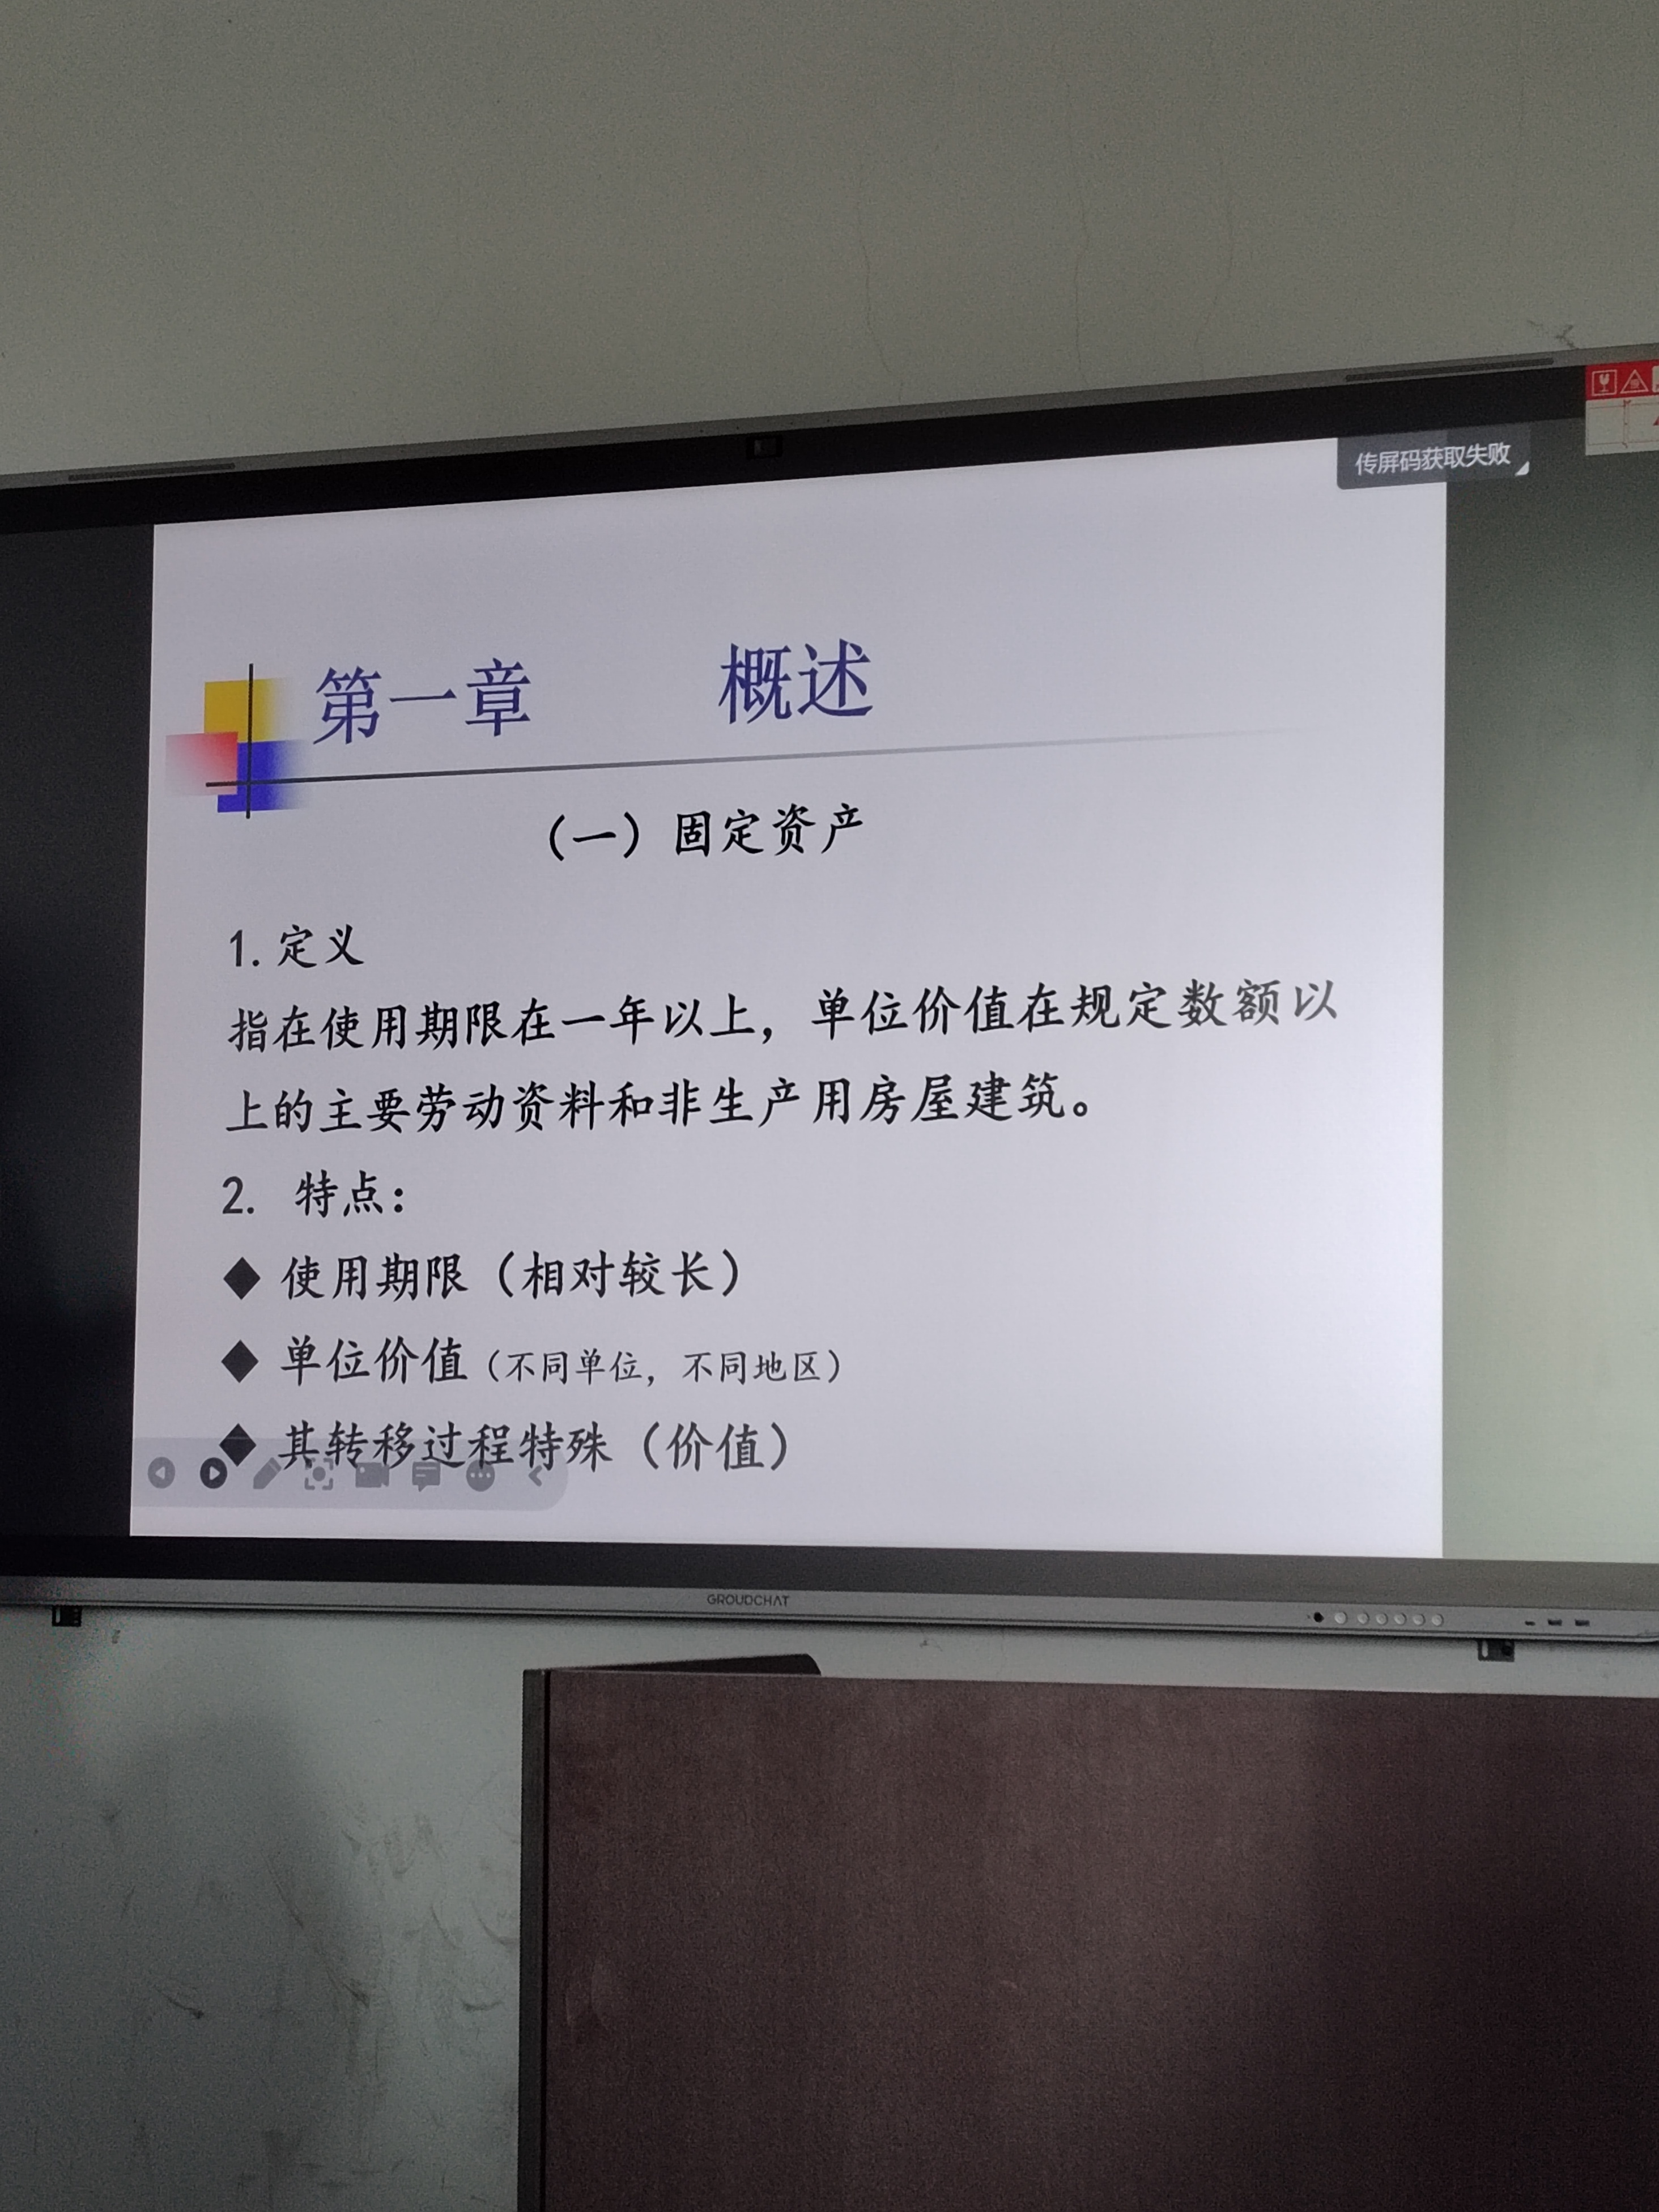 传屏码获取失败
第一章 概述
（一）固定资产
1.定义
指在使用期限在一年以上，单位价值在规定数额以
上的主要劳动资料和非生产用房屋建筑。
2. 特点：
◆ 使用期限（相对较长）
◆ 单位价值（不同单位，不同地区）
◆ 其转移过程特殊（价值）
GROUDCHAT